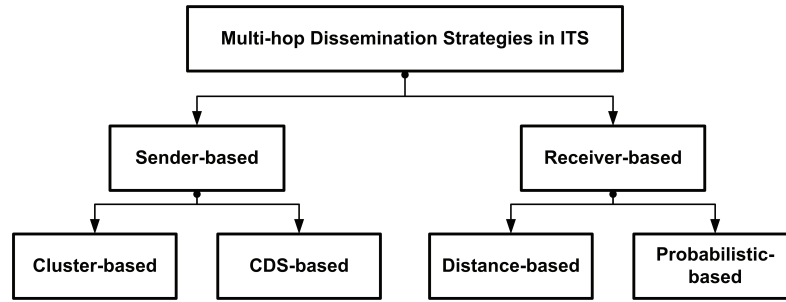 Multi-hop Dissemination Strategies in ITS
Sender-based
Receiver-based
Cluster-based
CDS-based
Distance-based
Probabilistic-
based